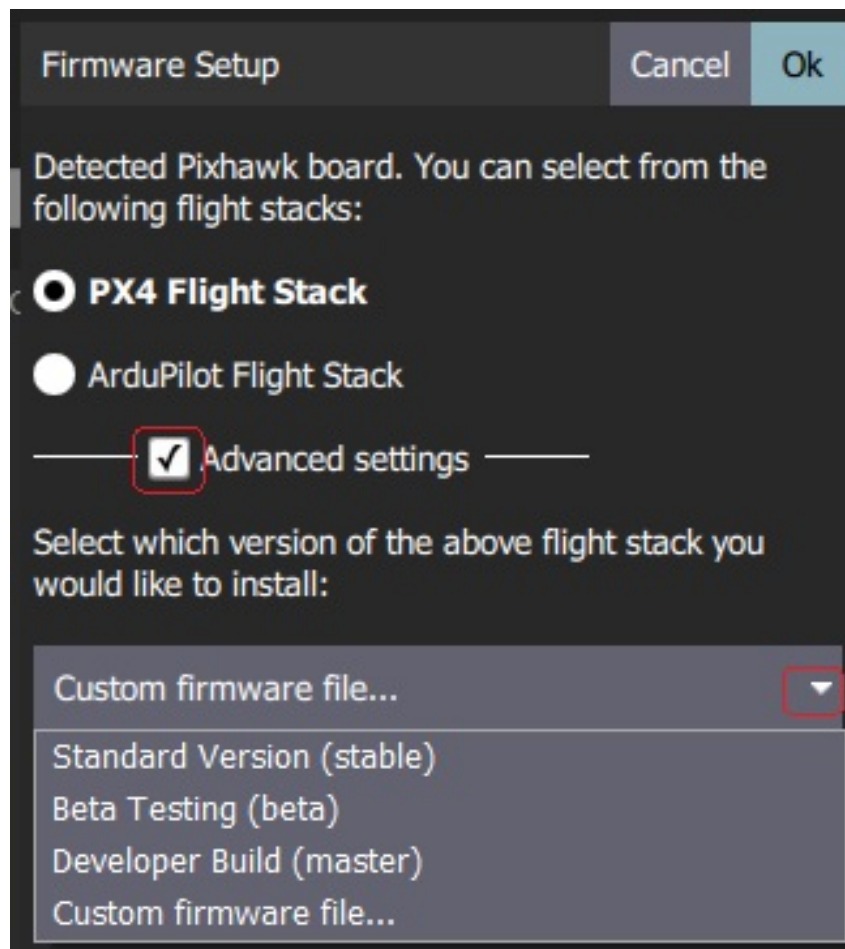 Firmware Setup Cancel Ok
Detected Pixhawk board. You can select from the
following flight stacks:
PX4 Flight Stack
ArduPilot Flight Stack
Advanced settings
Select which version of the above flight stack you
would like to install:
Custom firmware file...
Standard Version (stable)
Beta Testing (beta)
Developer Build (master)
Custom firmware file...